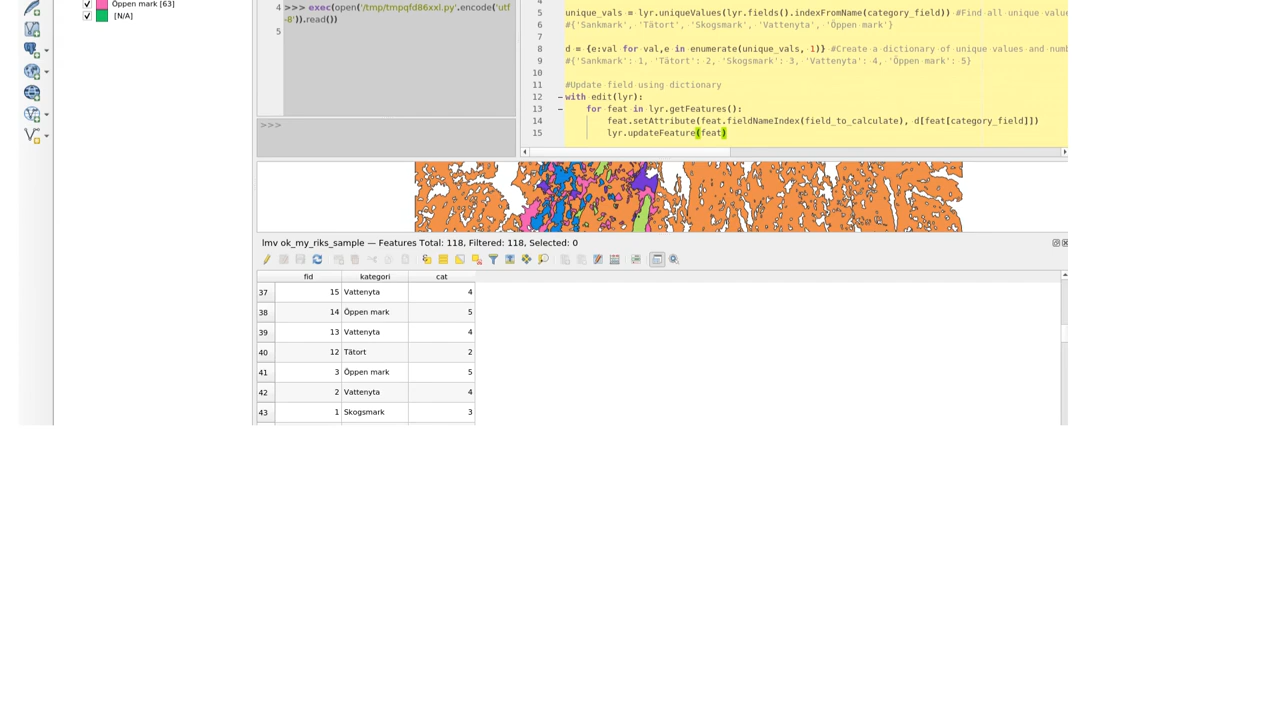 Öppen mark [63]
[N/A]
4 >>> exec(open('/tmp/tmpqfd86xxl.py'.encode('utf
-8')).read())
5
>>>
5 unique_vals = lyr.uniqueValues(lyr.fields().indexFromName(category_field)) #Find all unique value
6 #{'Sankmark', 'Tätort', 'Skogsmark', 'Vattenyta', 'Öppen mark'}
7
8 d = {e:val for val,e in enumerate(unique_vals, 1)} #Create a dictionary of unique values and numb
9 #{'Sankmark': 1, 'Tätort': 2, 'Skogsmark': 3, 'Vattenyta': 4, 'Öppen mark': 5}
10
11 #Update field using dictionary
12 with edit(lyr):
13 for feat in lyr.getFeatures():
14 feat.setAttribute(feat.fieldNameIndex(field_to_calculate), d[feat[category_field]])
15 lyr.updateFeature(feat)
lmv ok_my_riks_sample — Features Total: 118, Filtered: 118, Selected: 0
fid kategori cat
37 15 Vattenyta 4
38 14 Öppen mark 5
39 13 Vattenyta 4
40 12 Tätort 2
41 3 Öppen mark 5
42 2 Vattenyta 4
43 1 Skogsmark 3